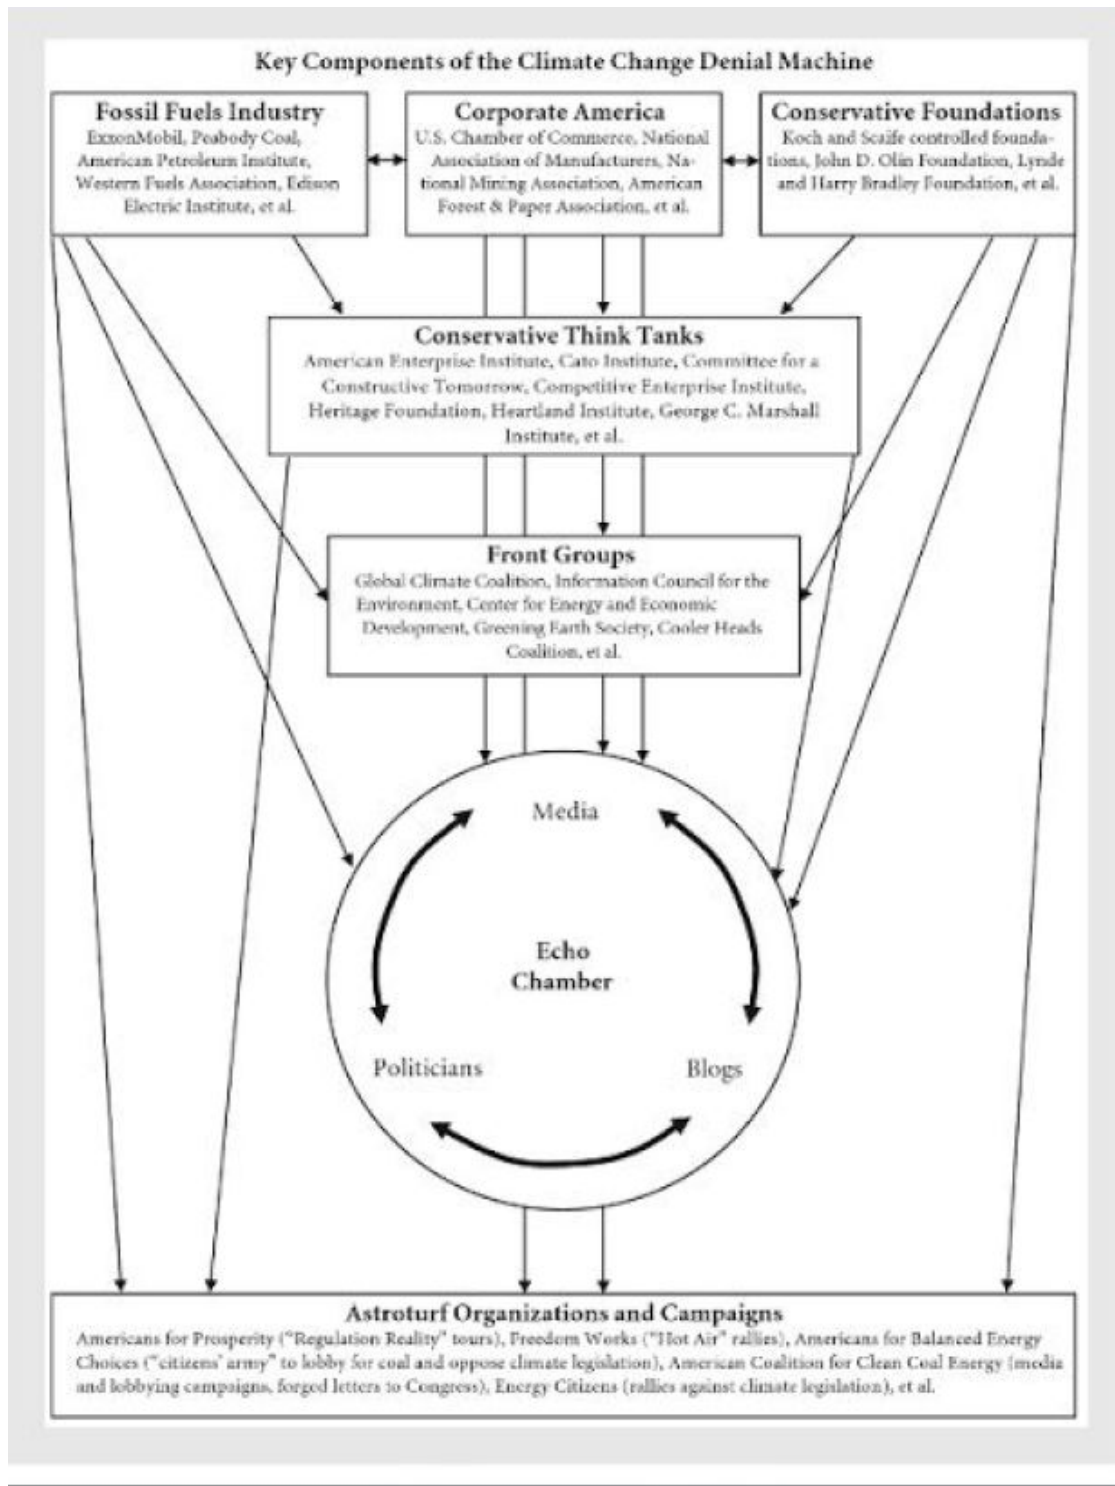 Key Components of the Climate Change Denial Machine
Fossil Fuels Industry
ExxonMobil, Peabody Coal,
American Petroleum Institute,
Western Fuels Association, Edison
Electric Institute, et al.
Corporate America
U.S. Chamber of Commerce, National
Association of Manufacturers, Na-
tional Mining Association, American
Forest & Paper Association, et al.
Conservative Foundations
Koch and Scaife controlled founda-
tions, John D. Olin Foundation, Lynde
and Harry Bradley Foundation, et al.
Conservative Think Tanks
American Enterprise Institute, Cato Institute, Committee for a
Constructive Tomorrow, Competitive Enterprise Institute,
Heritage Foundation, Heartland Institute, George C. Marshall
Institute, et al.
Front Groups
Global Climate Coalition, Information Council for the
Environment, Center for Energy and Economic
Development, Greening Earth Society, Cooler Heads
Coalition, et al.
Media
Echo
Chamber
Politicians
Blogs
Astroturf Organizations and Campaigns
Americans for Prosperity ("Regulation Reality" tours), Freedom Works ("Hot Air" rallies), Americans for Balanced Energy
Choices ("citizens' army" to lobby for coal and oppose climate legislation), American Coalition for Clean Coal Energy (media
and lobbying campaigns, forged letters to Congress), Energy Citizens (rallies against climate legislation), et al.